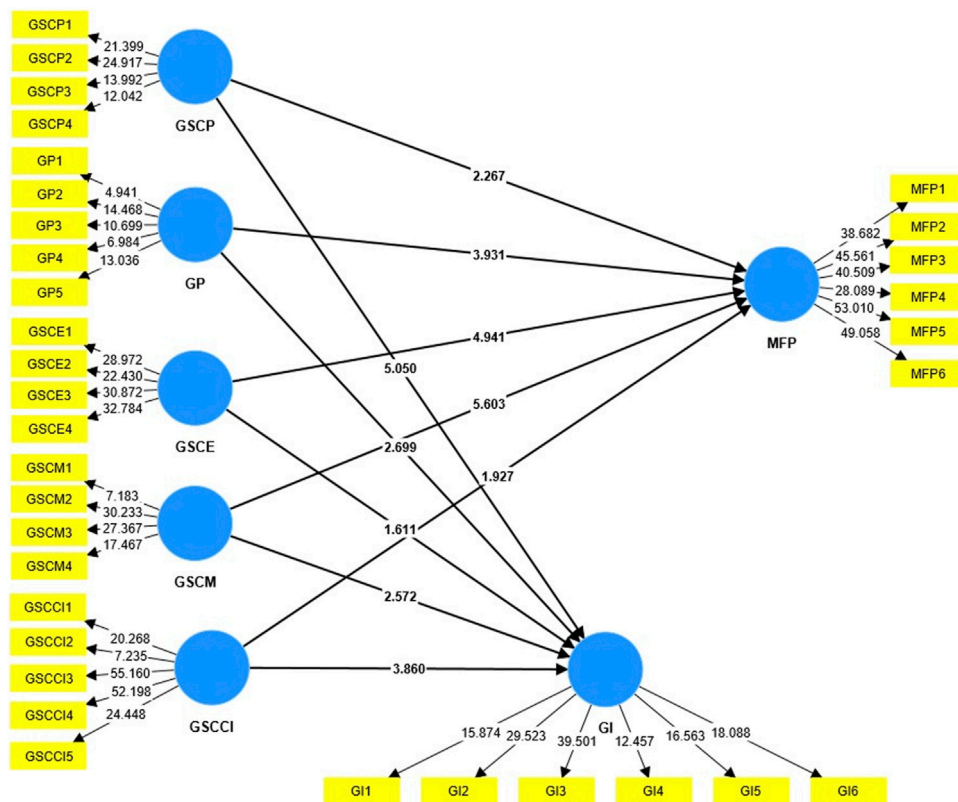 GSCP1
GSCP2
GSCP3
GSCP4
21.399
24.917
13.992
12.042
GSCP
GP1
GP2
GP3
GP4
GP5
4.941
14.468
10.699
6.984
13.036
GP
GSCE1
GSCE2
GSCE3
GSCE4
28.972
22.430
30.872
32.784
GSCE
GSCM1
GSCM2
GSCM3
GSCM4
7.183
30.233
27.367
17.467
GSCM
GSCCI1
GSCCI2
GSCCI3
GSCCI4
GSCCI5
20.268
7.235
55.160
52.198
24.448
GSCCI
2.267
3.931
4.941
5.050
5.603
2.699
1.927
1.611
2.572
3.860
MFP
38.682
45.561
40.509
28.089
53.010
49.058
MFP1
MFP2
MFP3
MFP4
MFP5
MFP6
GI
15.874
29.523
39.501
12.457
16.563
18.088
GI1
GI2
GI3
GI4
GI5
GI6